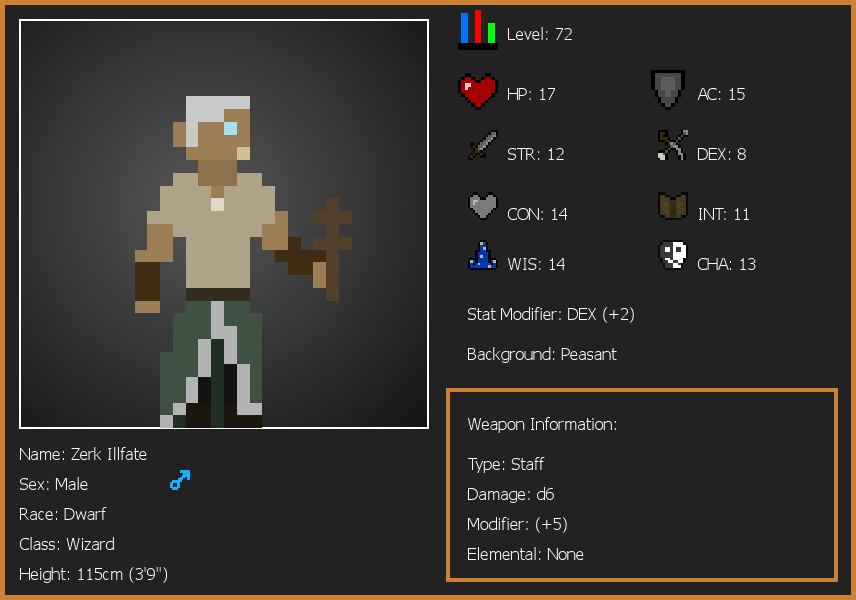 Level: 72
HP: 17
AC: 15
STR: 12
DEX: 8
CON: 14
INT: 11
WIS: 14
CHA: 13
Stat Modifier: DEX (+2)
Background: Peasant
Weapon Information:
Type: Staff
Damage: d6
Modifier: (+5)
Elemental: None
Name: Zerk Illfate
Sex: Male
Race: Dwarf
Class: Wizard
Height: 115cm (3'9")